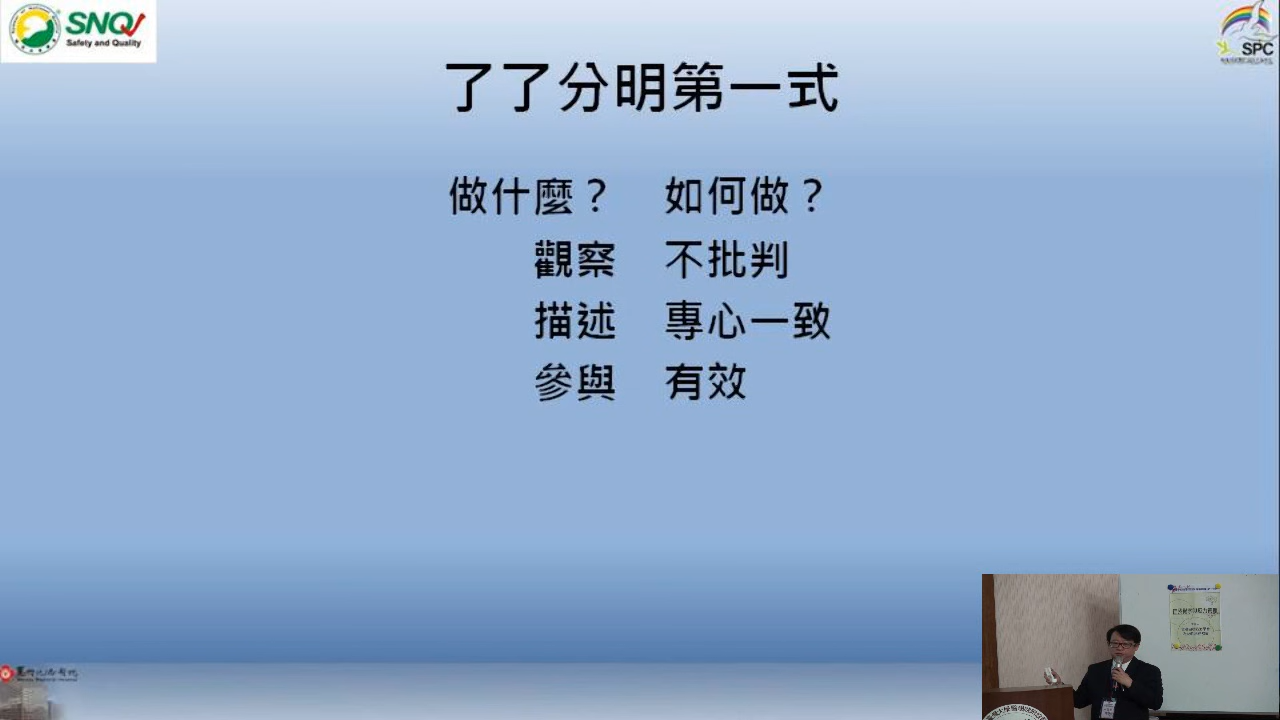 SNQ
Safety and Quality
SPC
了了分明第一式
做什麼? 如何做?
觀察 不批判
描述 專心一致
參與 有效